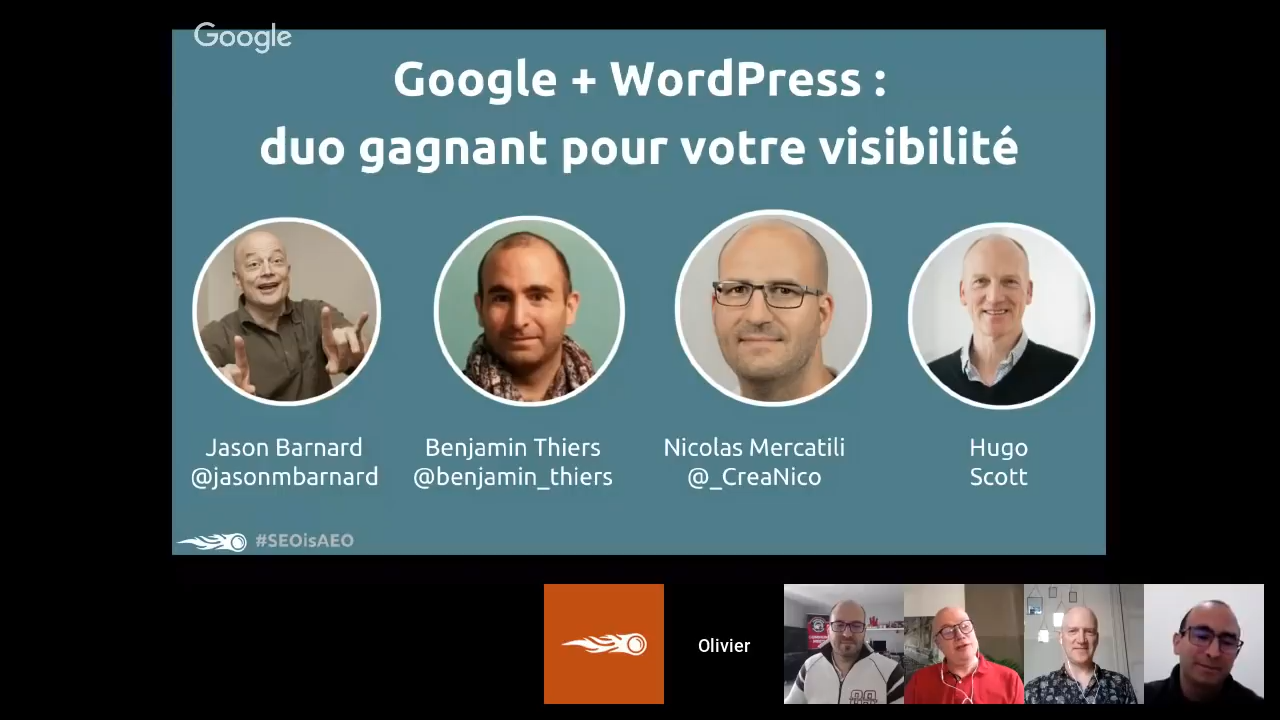 Google
Google + WordPress :
duo gagnant pour votre visibilité
Jason Barnard
@jasonmbarnard
Benjamin Thiers
@benjamin_thiers
Nicolas Mercatili
@_CreaNico
Hugo
Scott
#SEOisAEO
Olivier